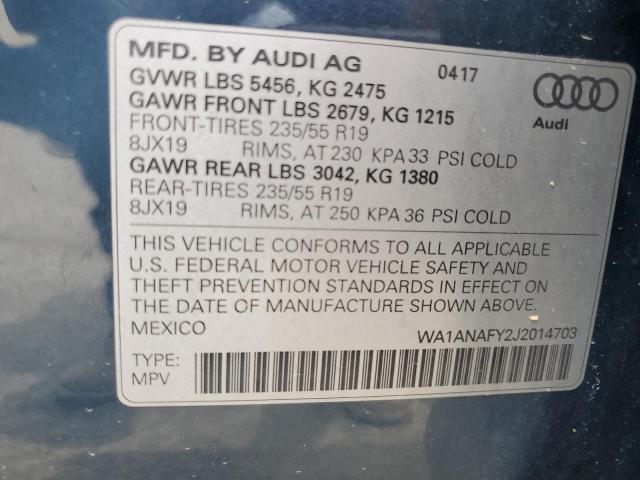 MFD. BY AUDI AG 0417
GVWR LBS 5456, KG 2475
GAWR FRONT LBS 2679, KG 1215
FRONT-TIRES 235/55 R19
8JX19 RIMS, AT 230 KPA 33 PSI COLD
GAWR REAR LBS 3042, KG 1380
REAR-TIRES 235/55 R19
8JX19 RIMS, AT 250 KPA 36 PSI COLD
Audi
THIS VEHICLE CONFORMS TO ALL APPLICABLE
U.S. FEDERAL MOTOR VEHICLE SAFETY AND
THEFT PREVENTION STANDARDS IN EFFECT ON
THE DATE OF MANUFACTURE SHOWN ABOVE.
MEXICO WA1ANAFY2J2014703
TYPE:
MPV